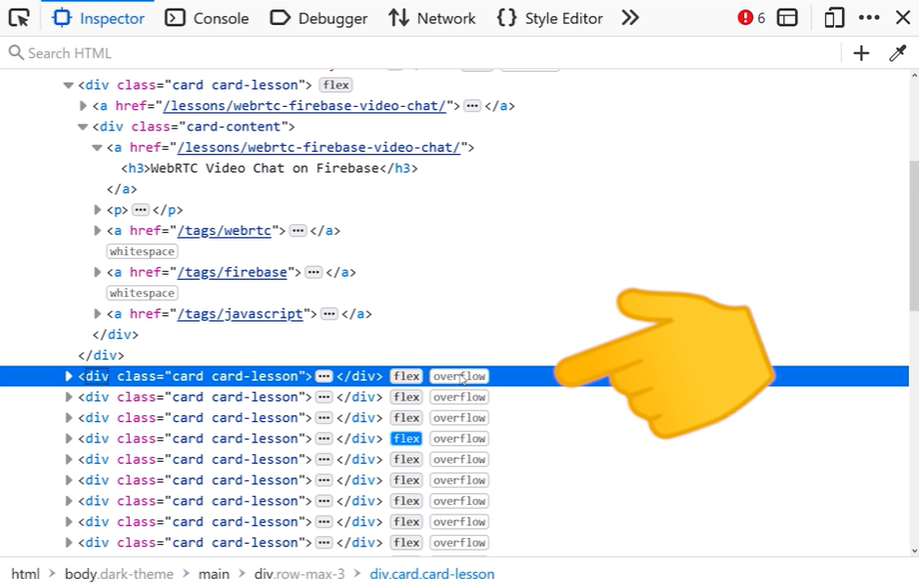 Inspector Console Debugger Network {} Style Editor 6
Search HTML
<div class="card card-lesson"> flex
<a href="/lessons/webrtc-firebase-video-chat/"> ••• </a>
<div class="card-content">
<a href="/lessons/webrtc-firebase-video-chat/">
<h3>WebRTC Video Chat on Firebase</h3>
</a>
<p> ••• </p>
<a href="/tags/webrtc"> ••• </a>
whitespace
<a href="/tags/firebase"> ••• </a>
whitespace
<a href="/tags/javascript"> ••• </a>
</div>
</div>
<div class="card card-lesson"> ••• </div> flex overflow
<div class="card card-lesson"> ••• </div> flex overflow
<div class="card card-lesson"> ••• </div> flex overflow
<div class="card card-lesson"> ••• </div> flex overflow
<div class="card card-lesson"> ••• </div> flex overflow
<div class="card card-lesson"> ••• </div> flex overflow
<div class="card card-lesson"> ••• </div> flex overflow
<div class="card card-lesson"> ••• </div> flex overflow
<div class="card card-lesson"> ••• </div> flex overflow
html > body.dark-theme > main > div.row-max-3 > div.card.card-lesson